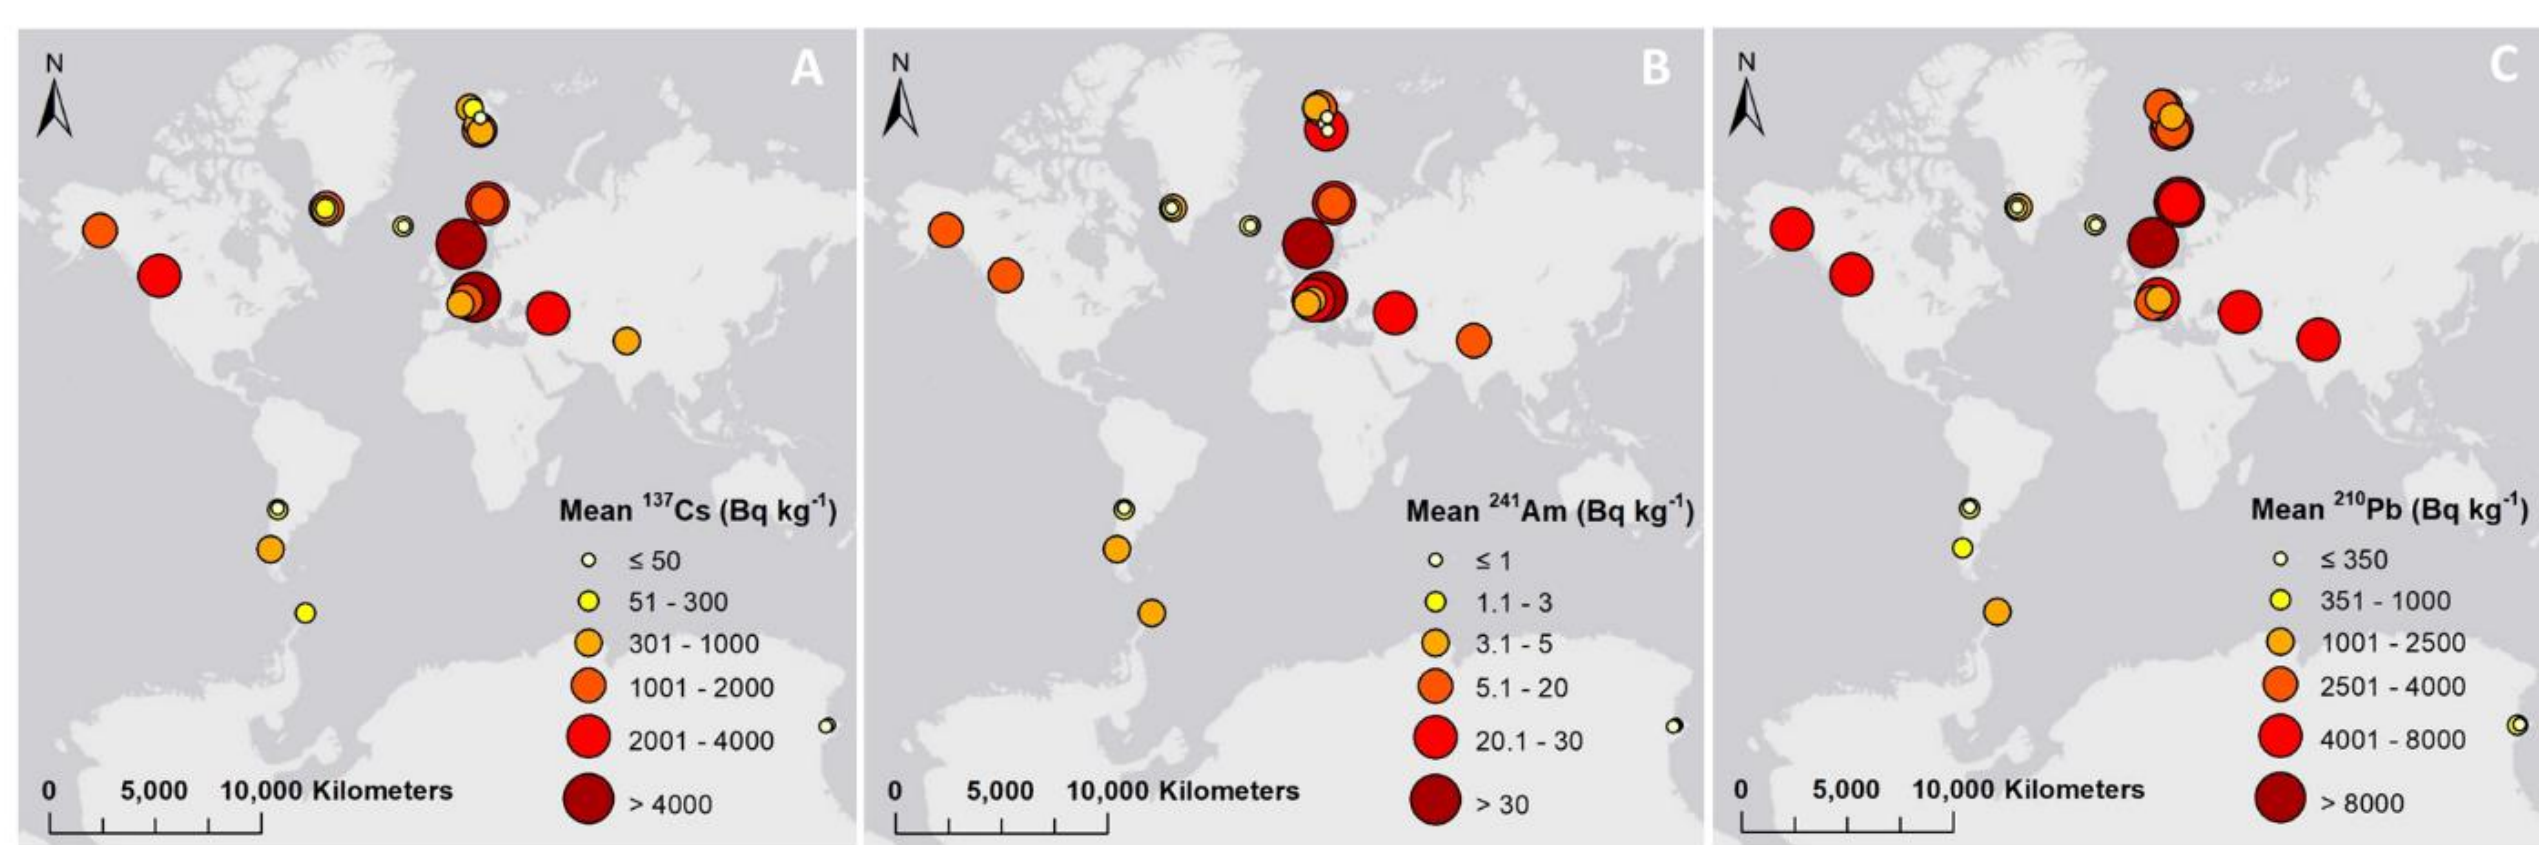 N
A
Mean ¹³⁷Cs (Bq kg⁻¹)
≤ 50
51 - 300
301 - 1000
1001 - 2000
2001 - 4000
> 4000
0 5,000 10,000 Kilometers
N
B
Mean ²⁴¹Am (Bq kg⁻¹)
≤ 1
1.1 - 3
3.1 - 5
5.1 - 20
20.1 - 30
> 30
0 5,000 10,000 Kilometers
N
C
Mean ²¹⁰Pb (Bq kg⁻¹)
≤ 350
351 - 1000
1001 - 2500
2501 - 4000
4001 - 8000
> 8000
0 5,000 10,000 Kilometers